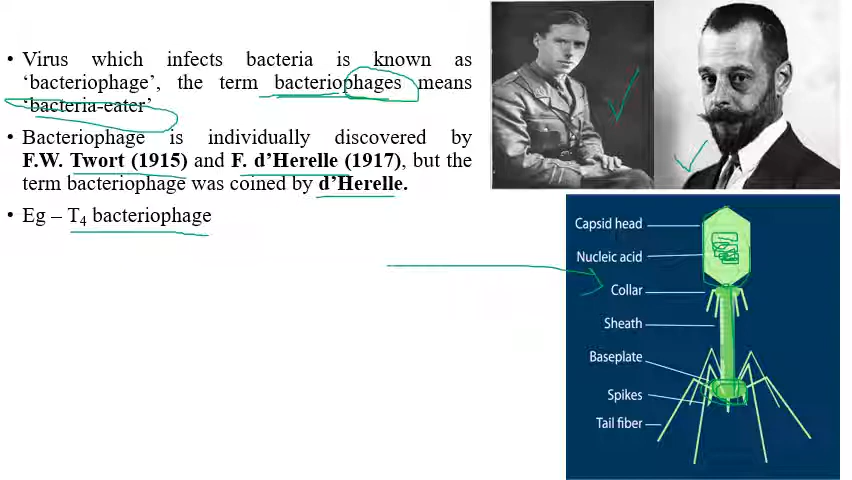 • Virus which infects bacteria is known as
‘bacteriophage’, the term bacteriophages means
‘bacteria-eater’
• Bacteriophage is individually discovered by
F.W. Twort (1915) and F. d’Herelle (1917), but the
term bacteriophage was coined by d’Herelle.
• Eg – T4 bacteriophage
Capsid head
Nucleic acid
Collar
Sheath
Baseplate
Spikes
Tail fiber